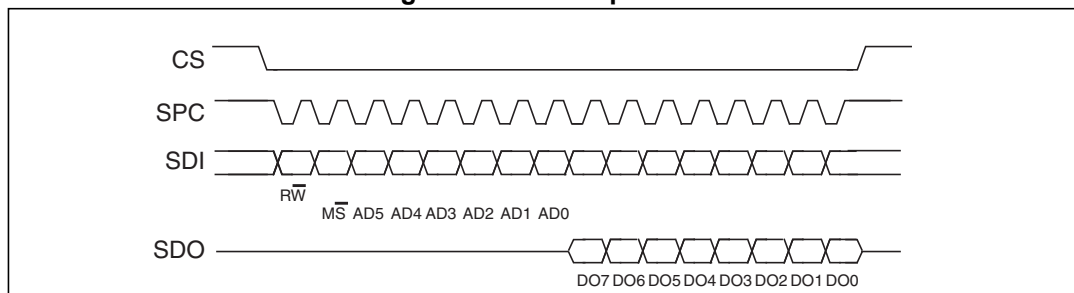 CS
SPC
SDI
RW̅
MS̅ AD5 AD4 AD3 AD2 AD1 AD0
SDO
DO7 DO6 DO5 DO4 DO3 DO2 DO1 DO0